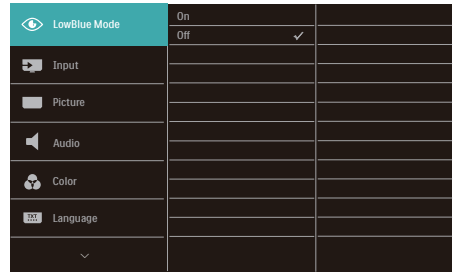 LowBlue Mode
On
Off
Input
Picture
Audio
Color
TXT
Language